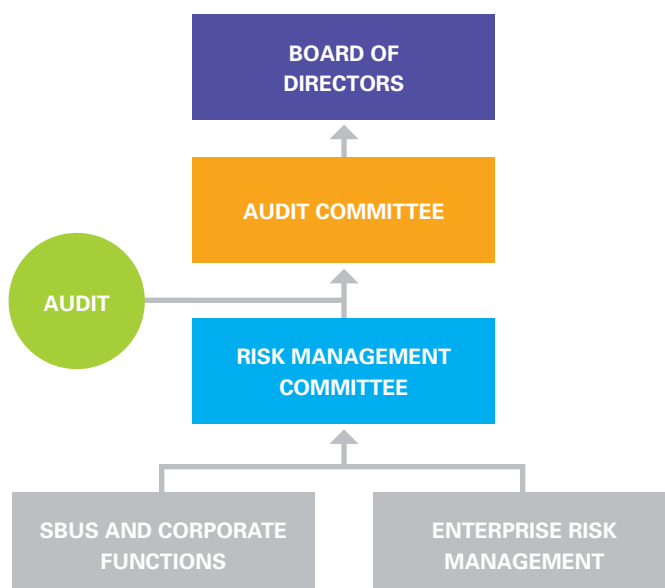 BOARD OF
DIRECTORS
AUDIT COMMITTEE
AUDIT
RISK MANAGEMENT
COMMITTEE
SBUS AND CORPORATE
FUNCTIONS
ENTERPRISE RISK
MANAGEMENT